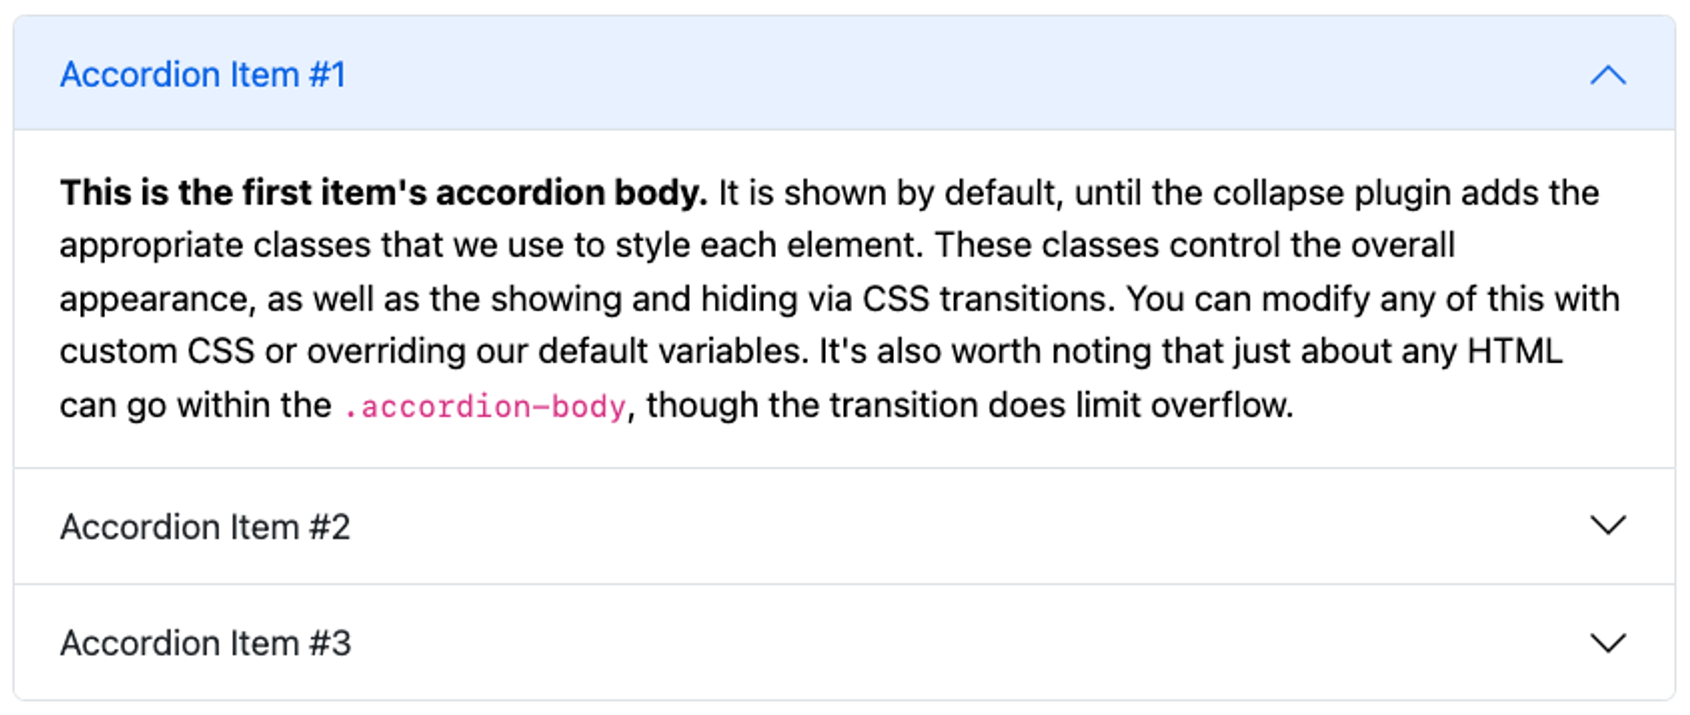 Accordion Item #1
This is the first item's accordion body. It is shown by default, until the collapse plugin adds the
appropriate classes that we use to style each element. These classes control the overall
appearance, as well as the showing and hiding via CSS transitions. You can modify any of this with
custom CSS or overriding our default variables. It's also worth noting that just about any HTML
can go within the .accordion-body, though the transition does limit overflow.
Accordion Item #2
Accordion Item #3